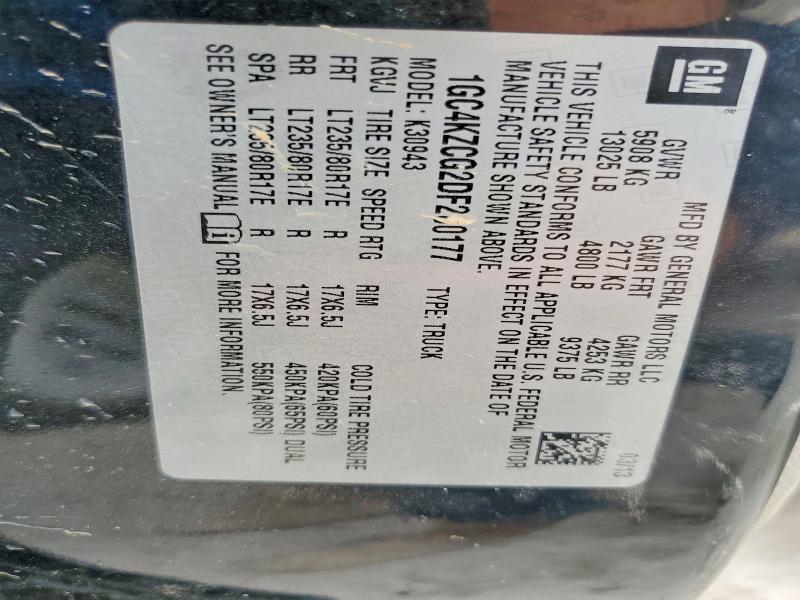 GM ®
MFD BY GENERAL MOTORS LLC 03/13
GVWR GAWR FRT GAWR RR
5908 KG 2177 KG 4253 KG
13025 LB 4800 LB 9375 LB
THIS VEHICLE CONFORMS TO ALL APPLICABLE U.S. FEDERAL MOTOR
VEHICLE SAFETY STANDARDS IN EFFECT ON THE DATE OF
MANUFACTURE SHOWN ABOVE.
TYPE: TRUCK
MODEL: K30943
KGVJ TIRE SIZE SPEED RTG RIM COLD TIRE PRESSURE
FRT LT235/80R17E R 17X6.5J 420KPA(61PSI)
RR LT235/80R17E R 17X6.5J 450KPA(65PSI) DUAL
SPA LT235/80R17E R 17X6.5J 550KPA(80PSI)
SEE OWNER'S MANUAL i FOR MORE INFORMATION.